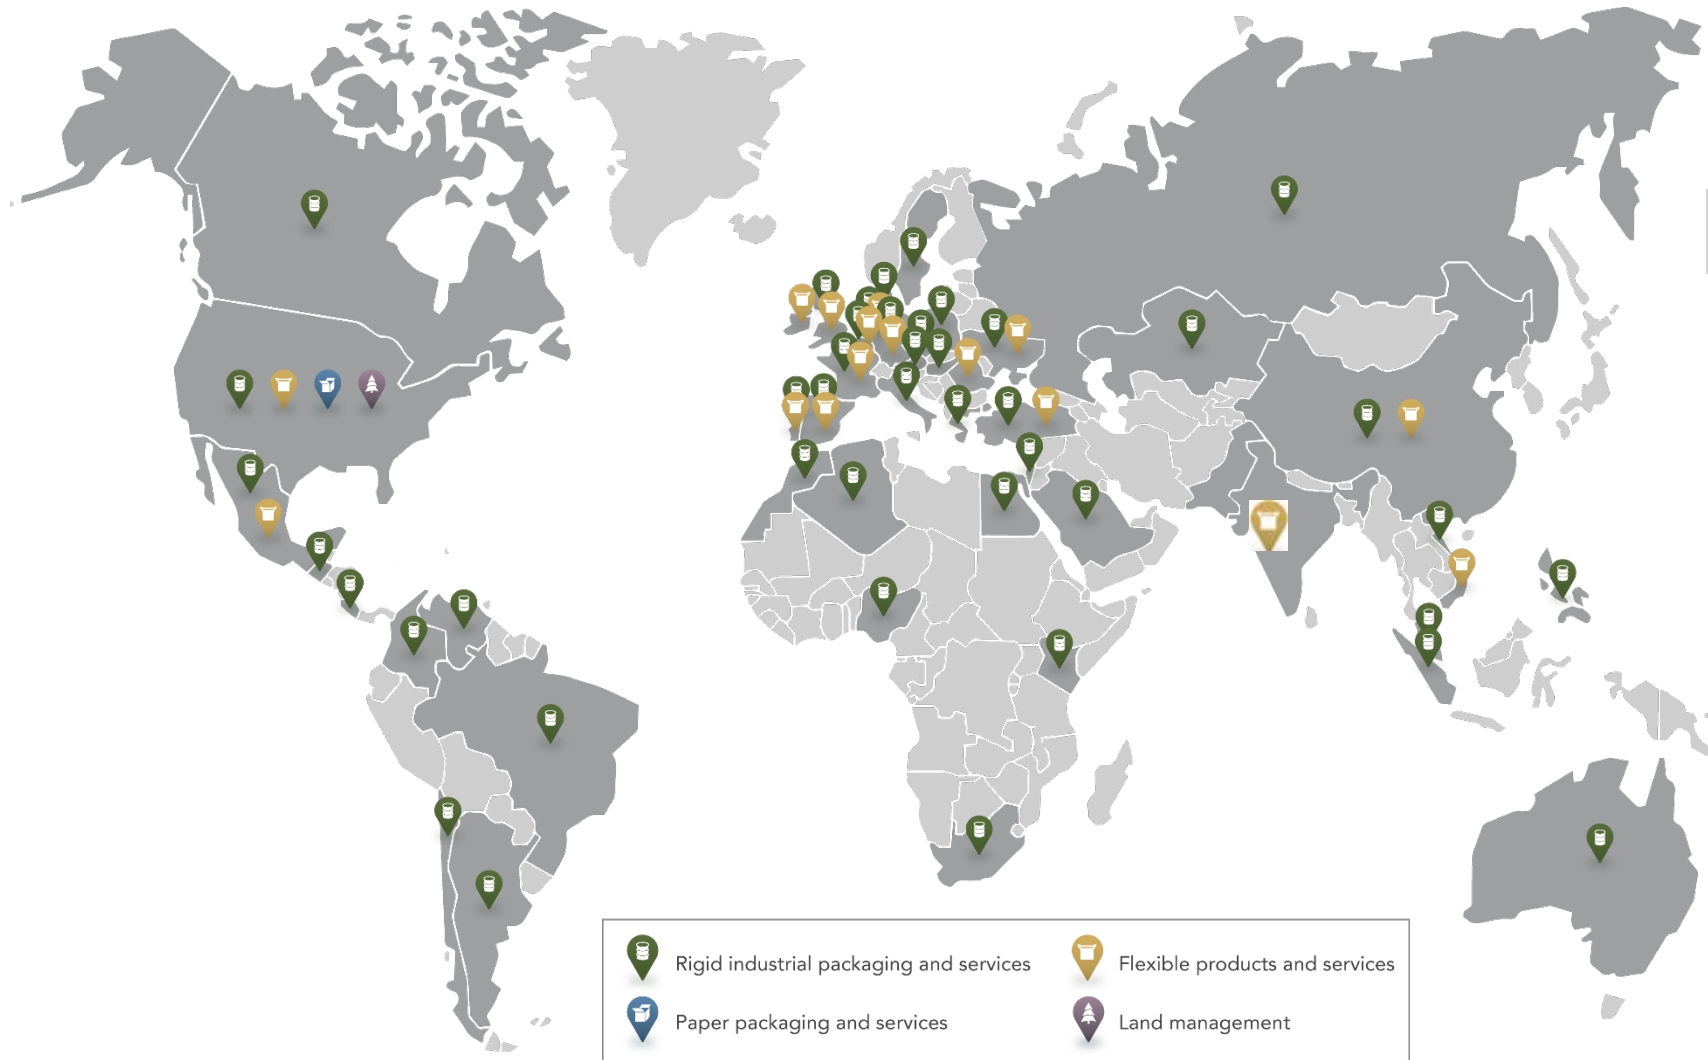 Rigid industrial packaging and services
Flexible products and services
Paper packaging and services
Land management